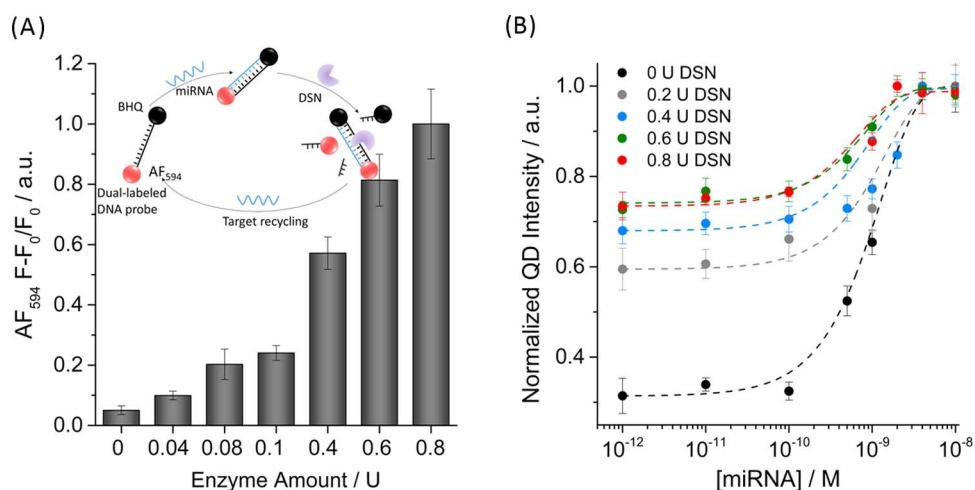 (A)
AF594 F-F0/F0 / a.u.
1.2
1.0
0.8
0.6
0.4
0.2
0.0
0 0.04 0.08 0.1 0.4 0.6 0.8
Enzyme Amount / U
BHQ
miRNA
DSN
AF594
Dual-labeled
DNA probe
Target recycling
(B)
Normalized QD Intensity / a.u.
1.0
0.8
0.6
0.4
0 U DSN
0.2 U DSN
0.4 U DSN
0.6 U DSN
0.8 U DSN
10-12 10-11 10-10 10-9 10-8
[miRNA] / M